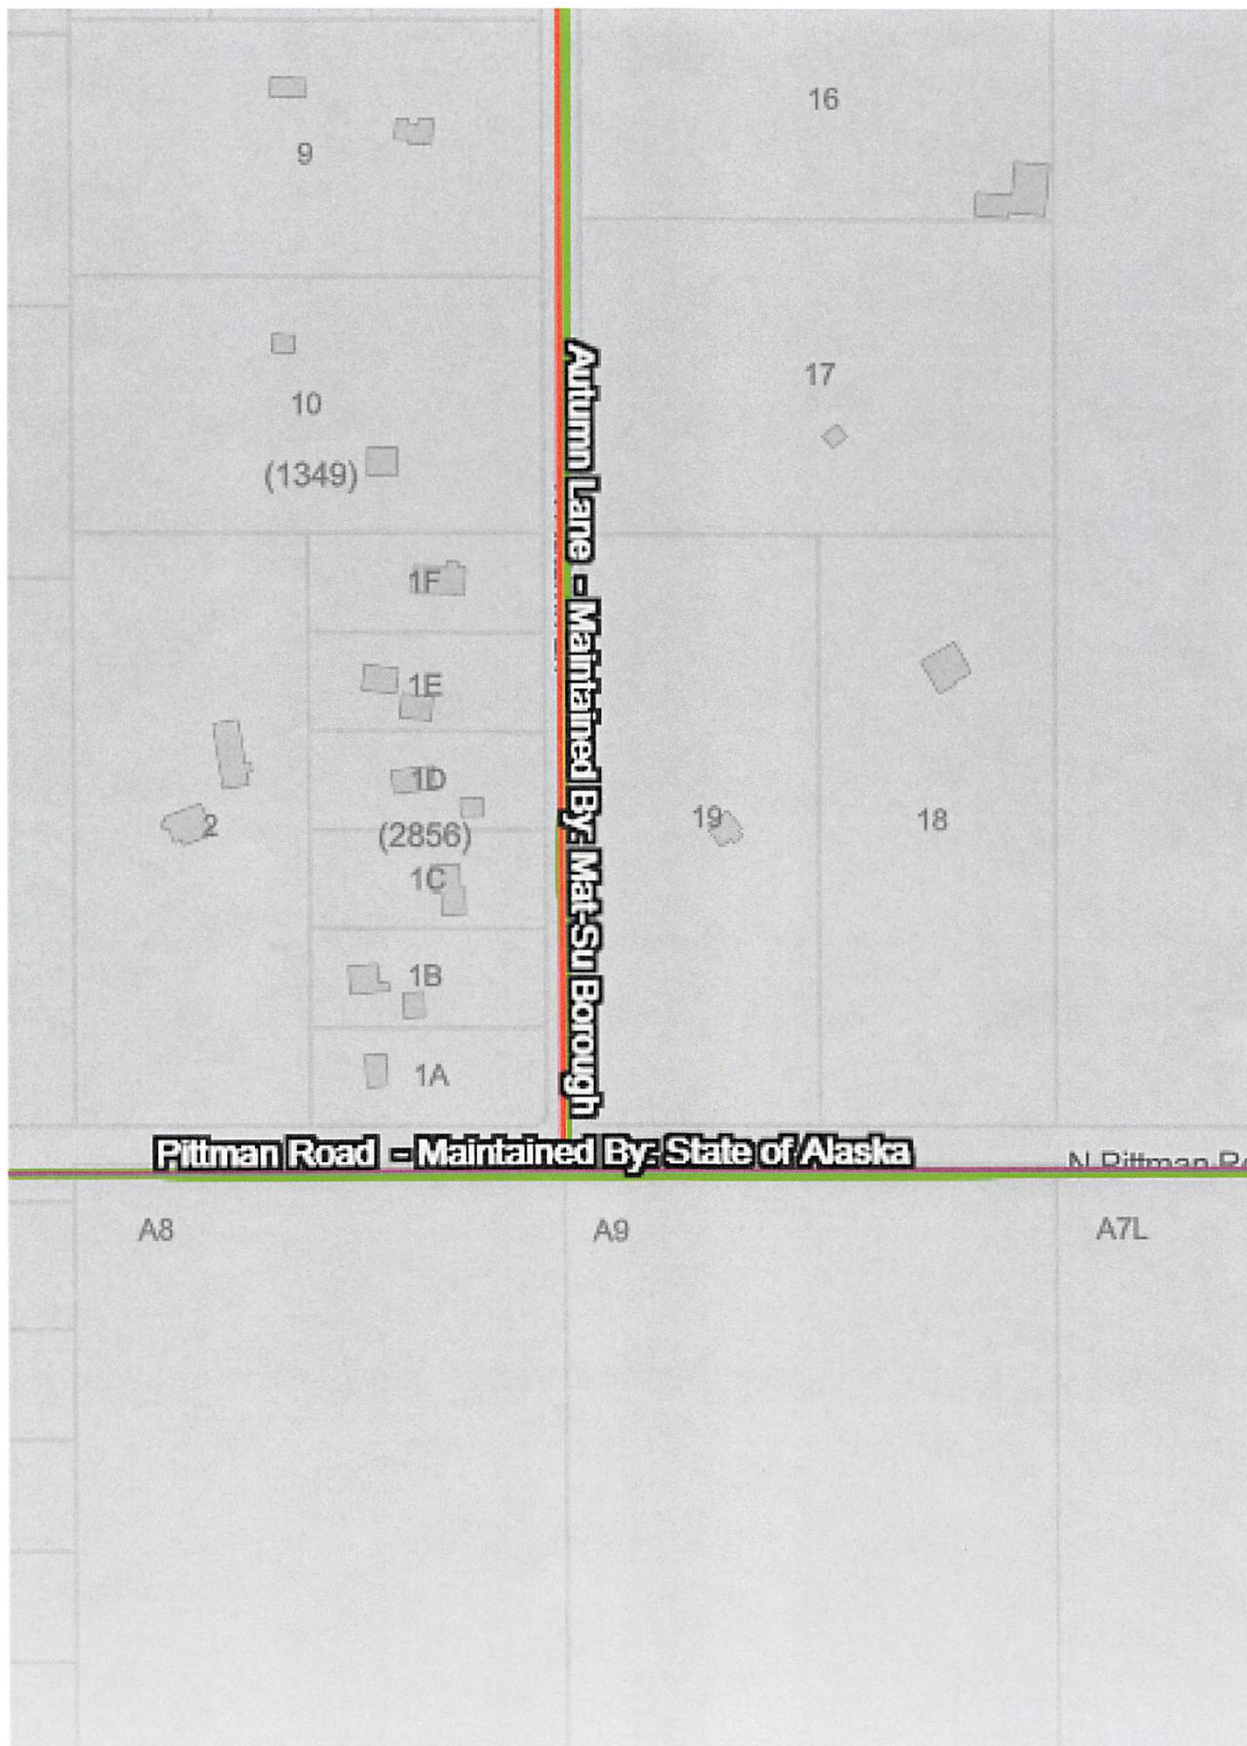 16
9
17
10
(1349)
Autumn Lane - Maintained By: Mat-Su Borough
1F
1E
1D
(2856)
19
18
2
1C
1B
1A
Pittman Road - Maintained By: State of Alaska
N Pittman
A8
A9
A7L